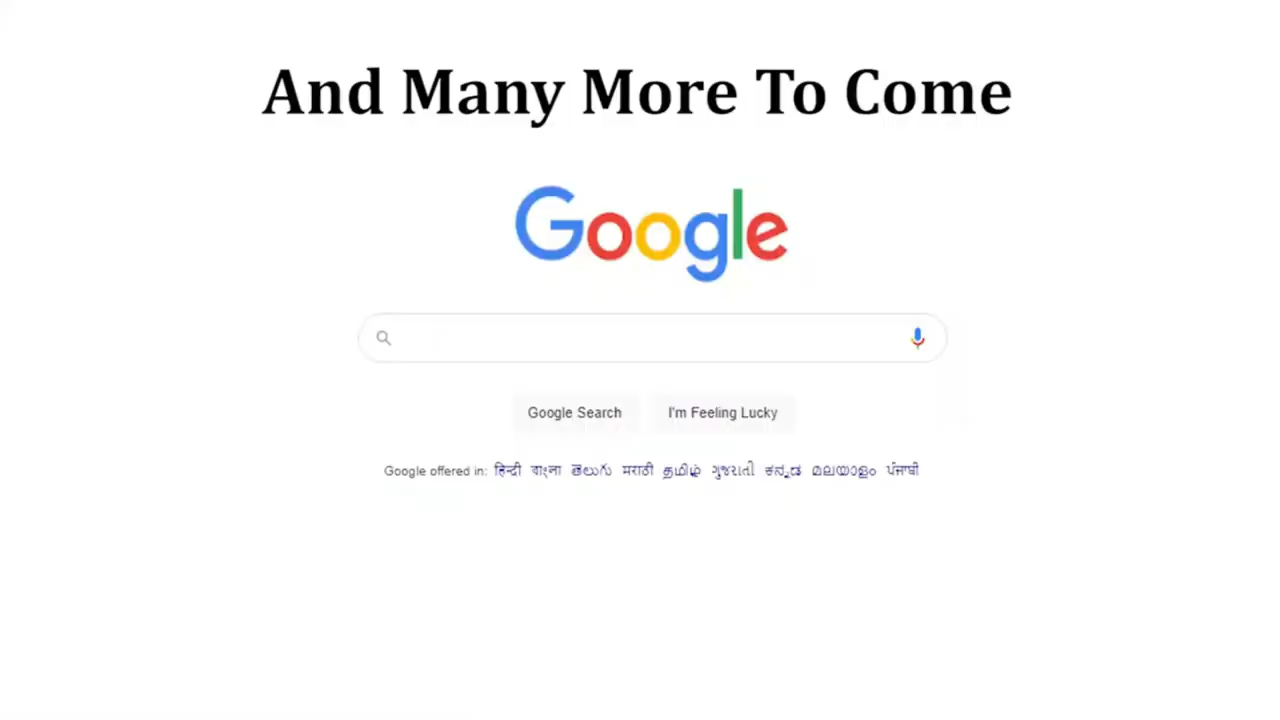 And Many More To Come
Google
Google Search
I'm Feeling Lucky
Google offered in: हिन्दी বাংলা తెలుగు मराठी தமிழ் ગુજરાતી ಕನ್ನಡ മലയാളം ਪੰਜਾਬੀ